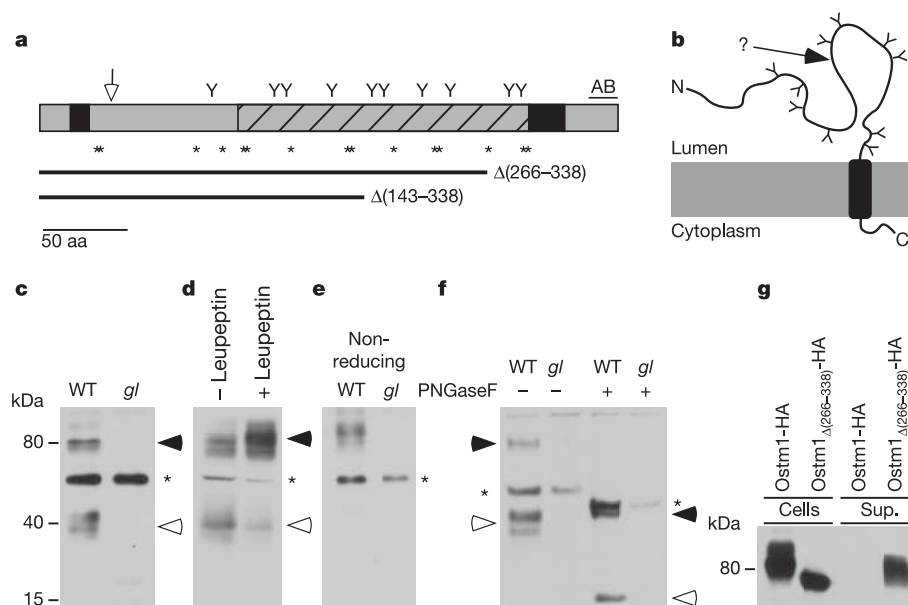 a
Y YY Y YY Y Y YY
AB
* * * * * * * * * * *
Δ(266–338)
Δ(143–338)
50 aa
b
?
N
Lumen
Cytoplasm
C
c
WT gl
kDa
80
40
15
*
d
– Leupeptin
+ Leupeptin
*
e
Non-
reducing
WT gl
*
f
WT gl WT gl
PNGaseF – – + +
*
*
g
Ostm1-HA
Ostm1Δ(266–338)-HA
Ostm1-HA
Ostm1Δ(266–338)-HA
Cells Sup.
kDa
80